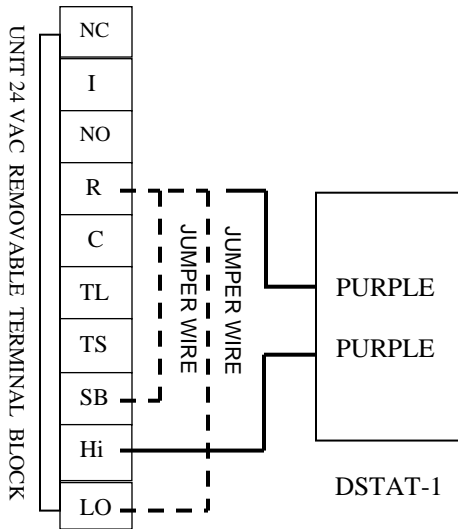 UNIT 24 VAC REMOVABLE TERMINAL BLOCK
NC
I
NO
R
C
TL
TS
SB
Hi
LO
JUMPER WIRE
JUMPER WIRE
PURPLE
PURPLE
DSTAT-1